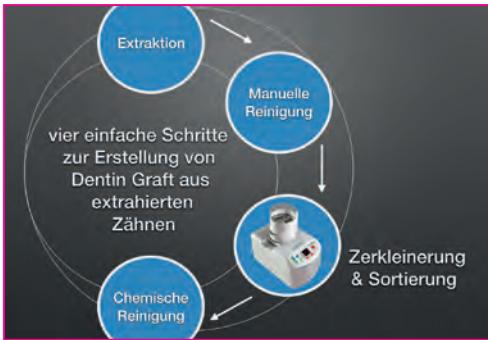 Extraktion
Manuelle
Reinigung
vier einfache Schritte
zur Erstellung von
Dentin Graft aus
extrahierten
Zähnen
Zerkleinerung
& Sortierung
Chemische
Reinigung